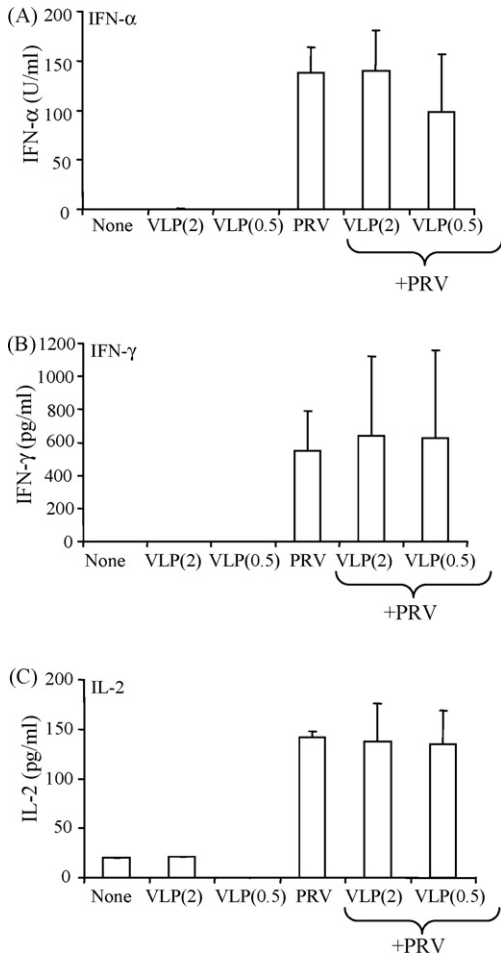 (A)
IFN-α
IFN-α (U/ml)
200
150
100
50
0
None VLP(2) VLP(0.5) PRV VLP(2) VLP(0.5)
+PRV
(B)
IFN-γ
IFN-γ (pg/ml)
1200
1000
800
600
400
200
0
None VLP(2) VLP(0.5) PRV VLP(2) VLP(0.5)
+PRV
(C)
IL-2
IL-2 (pg/ml)
200
150
100
50
0
None VLP(2) VLP(0.5) PRV VLP(2) VLP(0.5)
+PRV